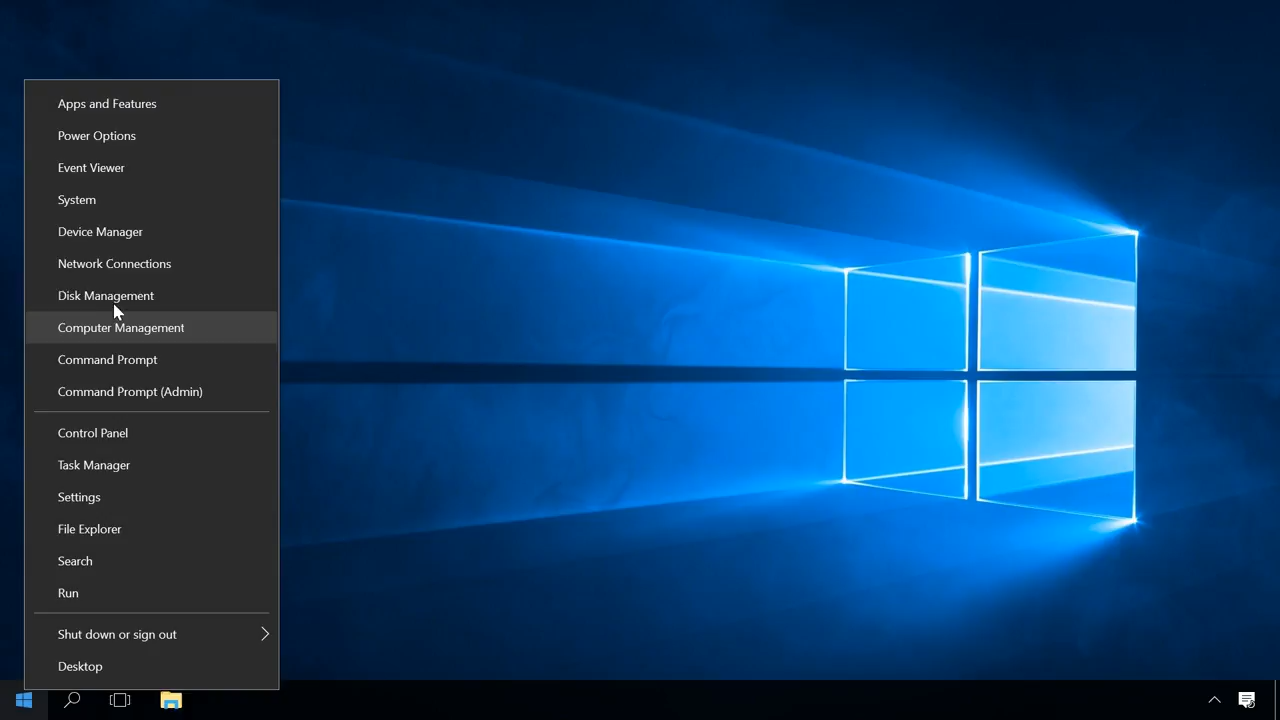 Apps and Features
Power Options
Event Viewer
System
Device Manager
Network Connections
Disk Management
Computer Management
Command Prompt
Command Prompt (Admin)
Control Panel
Task Manager
Settings
File Explorer
Search
Run
Shut down or sign out
Desktop